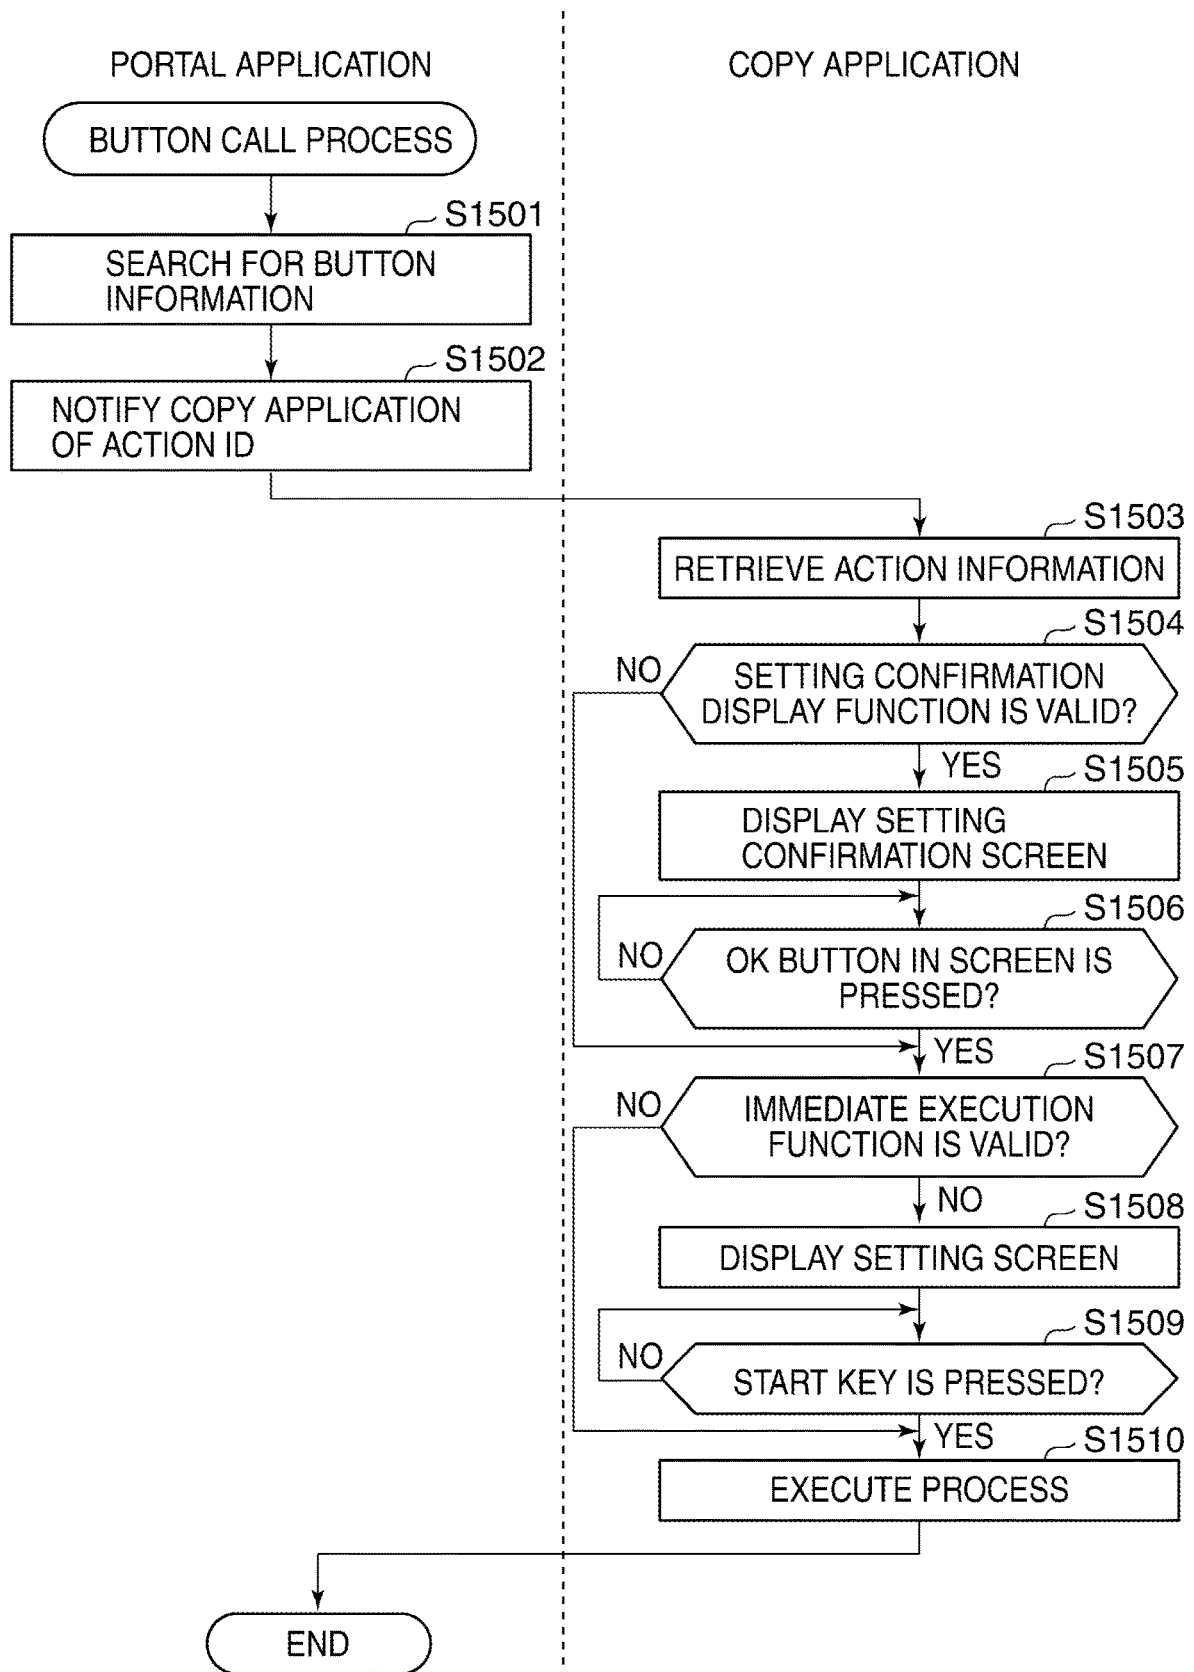 PORTAL APPLICATION
COPY APPLICATION
BUTTON CALL PROCESS
S1501
SEARCH FOR BUTTON
INFORMATION
S1502
NOTIFY COPY APPLICATION
OF ACTION ID
S1503
RETRIEVE ACTION INFORMATION
S1504
NO
SETTING CONFIRMATION
DISPLAY FUNCTION IS VALID?
YES
S1505
DISPLAY SETTING
CONFIRMATION SCREEN
S1506
NO
OK BUTTON IN SCREEN IS
PRESSED?
YES
S1507
NO
IMMEDIATE EXECUTION
FUNCTION IS VALID?
NO
S1508
DISPLAY SETTING SCREEN
S1509
NO
START KEY IS PRESSED?
YES
S1510
EXECUTE PROCESS
END